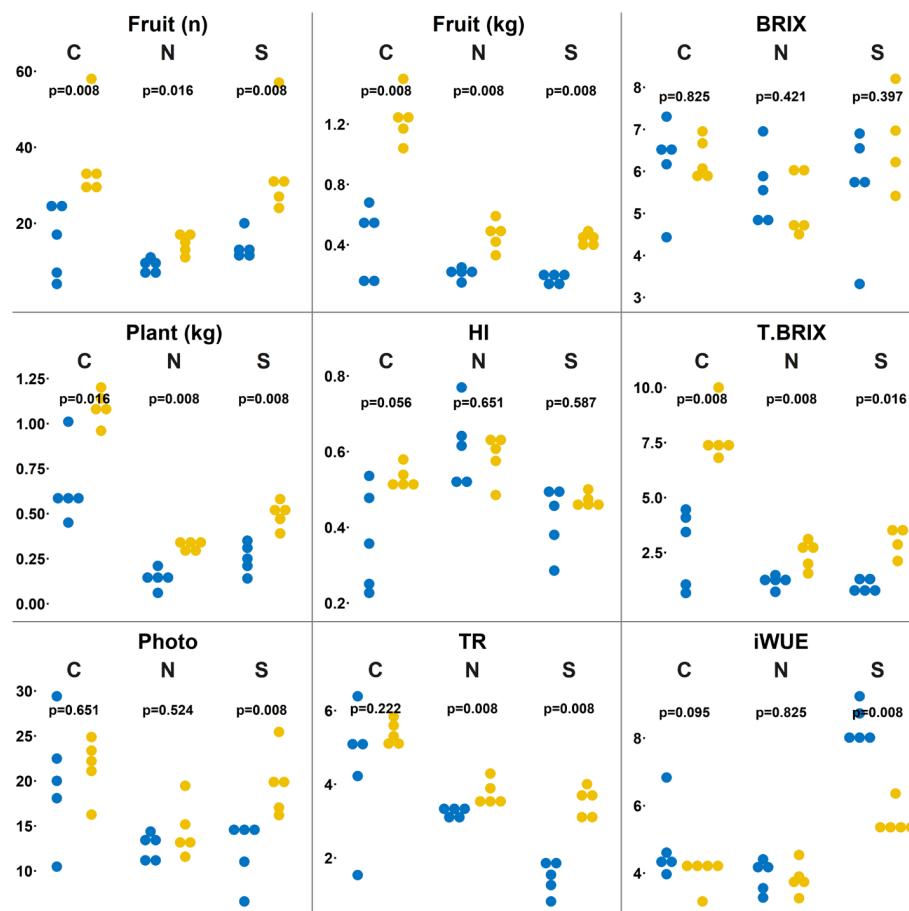 Fruit (n)
C N S
60
p=0.008 p=0.016 p=0.008
40
20
Fruit (kg)
C N S
p=0.008 p=0.008 p=0.008
1.2
0.8
0.4
BRIX
C N S
8
p=0.825 p=0.421 p=0.397
7
6
5
4
3
Plant (kg)
C N S
1.25
p=0.016 p=0.008 p=0.008
1.00
0.75
0.50
0.25
0.00
HI
C N S
0.8
p=0.056 p=0.651 p=0.587
0.6
0.4
0.2
T.BRIX
C N S
10.0
p=0.008 p=0.008 p=0.016
7.5
5.0
2.5
Photo
C N S
30
p=0.651 p=0.524 p=0.008
25
20
15
10
TR
C N S
6
p=0.222 p=0.008 p=0.008
4
2
iWUE
C N S
p=0.095 p=0.825 p=0.008
8
6
4